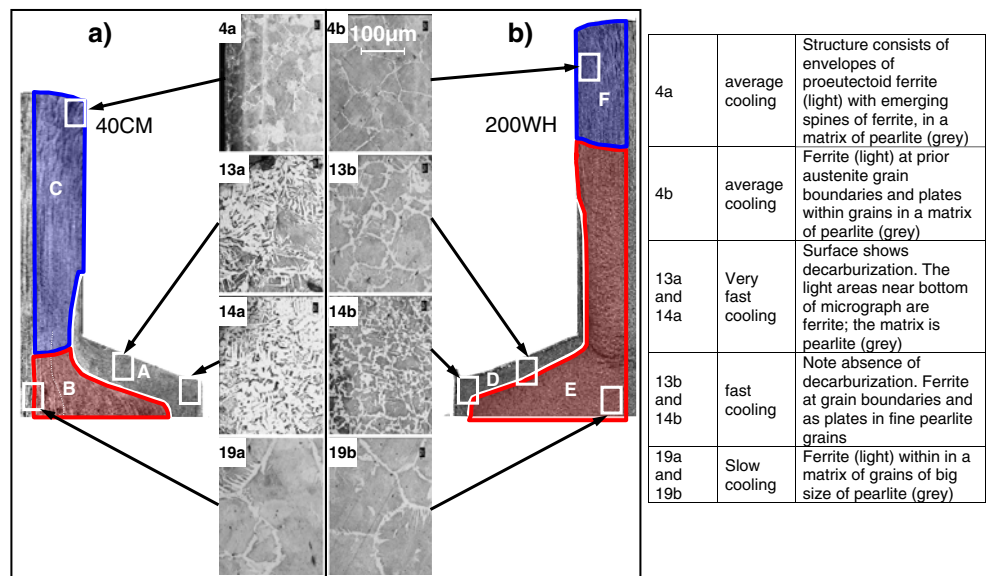 a)
4a
4b
100µm
b)
40CM
200WH
F
C
13a
13b
14a
14b
A
B
D
E
19a
19b
4a
average
cooling
Structure consists of
envelopes of
proeutectoid ferrite
(light) with emerging
spines of ferrite, in a
matrix of pearlite (grey)
4b
average
cooling
Ferrite (light) at prior
austenite grain
boundaries and plates
within grains in a matrix
of pearlite (grey)
13a
and
14a
Very
fast
cooling
Surface shows
decarburization. The
light areas near bottom
of micrograph are
ferrite; the matrix is
pearlite (grey)
13b
and
14b
fast
cooling
Note absence of
decarburization. Ferrite
at grain boundaries and
as plates in fine pearlite
grains
19a
and
19b
Slow
cooling
Ferrite (light) within in a
matrix of grains of big
size of pearlite (grey)